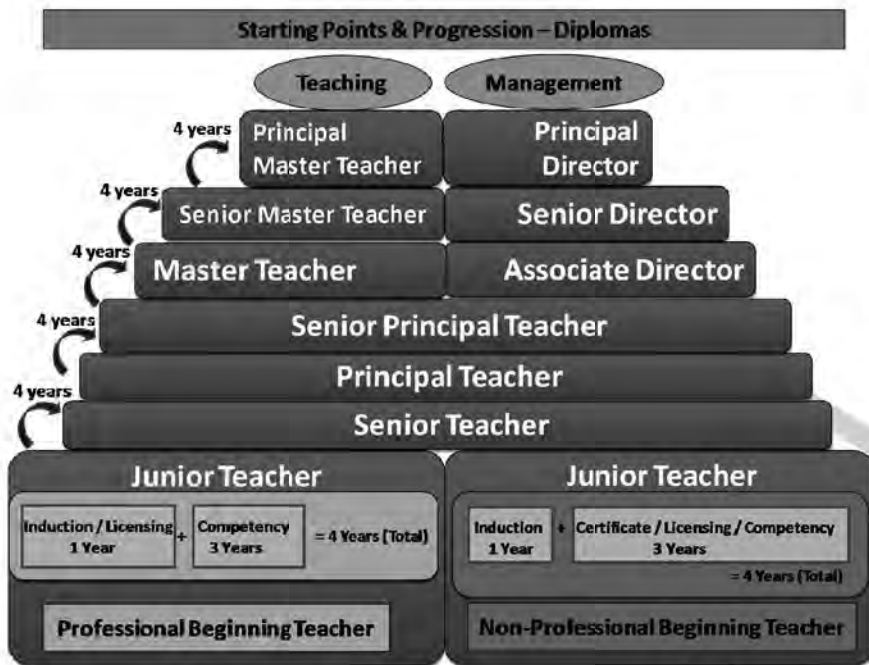 Starting Points & Progression – Diplomas
Teaching
Management
4 years
Principal
Master Teacher
Principal
Director
4 years
Senior Master Teacher
Senior Director
4 years
Master Teacher
Associate Director
4 years
Senior Principal Teacher
Principal Teacher
4 years
Senior Teacher
Junior Teacher
Induction / Licensing
1 Year
+
Competency
3 Years
= 4 Years (Total)
Professional Beginning Teacher
Junior Teacher
Induction
1 Year
+
Certificate / Licensing / Competency
3 Years
= 4 Years (Total)
Non-Professional Beginning Teacher